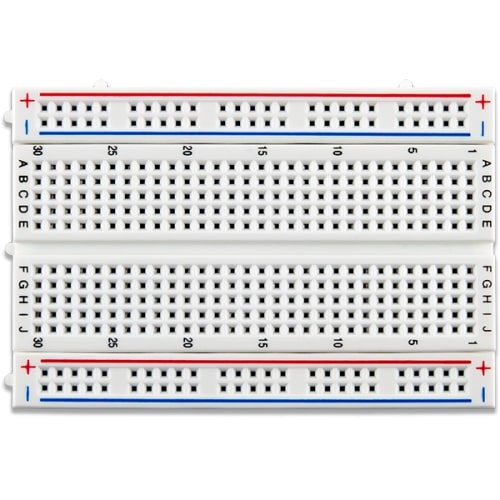 + +
− −
30 25 20 15 10 5 1
A A
B B
C C
D D
E E
F F
G G
H H
I I
J J
30 25 20 15 10 5 1
+ +
− −